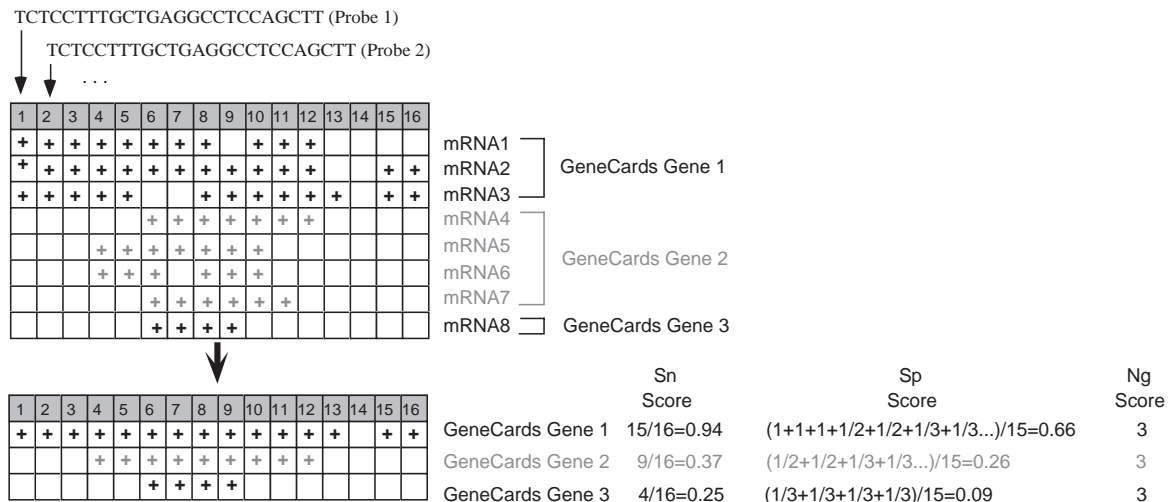 TCTCCTTTGCTGAGGCCTCCAGCTT (Probe 1)
TCTCCTTTGCTGAGGCCTCCAGCTT (Probe 2)
. . .
1 2 3 4 5 6 7 8 9 10 11 12 13 14 15 16
+ + + + + + + + + + + mRNA1
+ + + + + + + + + + + + + + mRNA2
GeneCards Gene 1
+ + + + + + + + + + + + + mRNA3
+ + + + + + + mRNA4
+ + + + + + + mRNA5
GeneCards Gene 2
+ + + + + + mRNA6
+ + + + + + mRNA7
+ + + + mRNA8 GeneCards Gene 3
Sn Sp Ng
Score Score Score
1 2 3 4 5 6 7 8 9 10 11 12 13 14 15 16
+ + + + + + + + + + + + + + + GeneCards Gene 1 15/16=0.94 (1+1+1+1/2+1/2+1/3+1/3...)/15=0.66 3
+ + + + + + + + + GeneCards Gene 2 9/16=0.37 (1/2+1/2+1/3+1/3...)/15=0.26 3
+ + + + GeneCards Gene 3 4/16=0.25 (1/3+1/3+1/3+1/3)/15=0.09 3